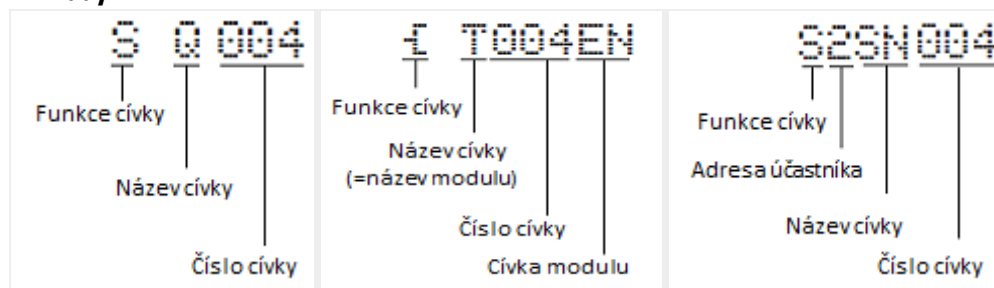 S Q 004
Funkce cívky
Název cívky
Číslo cívky
T004EN
Funkce cívky
Název cívky
(=název modulu)
Číslo cívky
Cívka modulu
S2SN004
Funkce cívky
Adresa účastníka
Název cívky
Číslo cívky